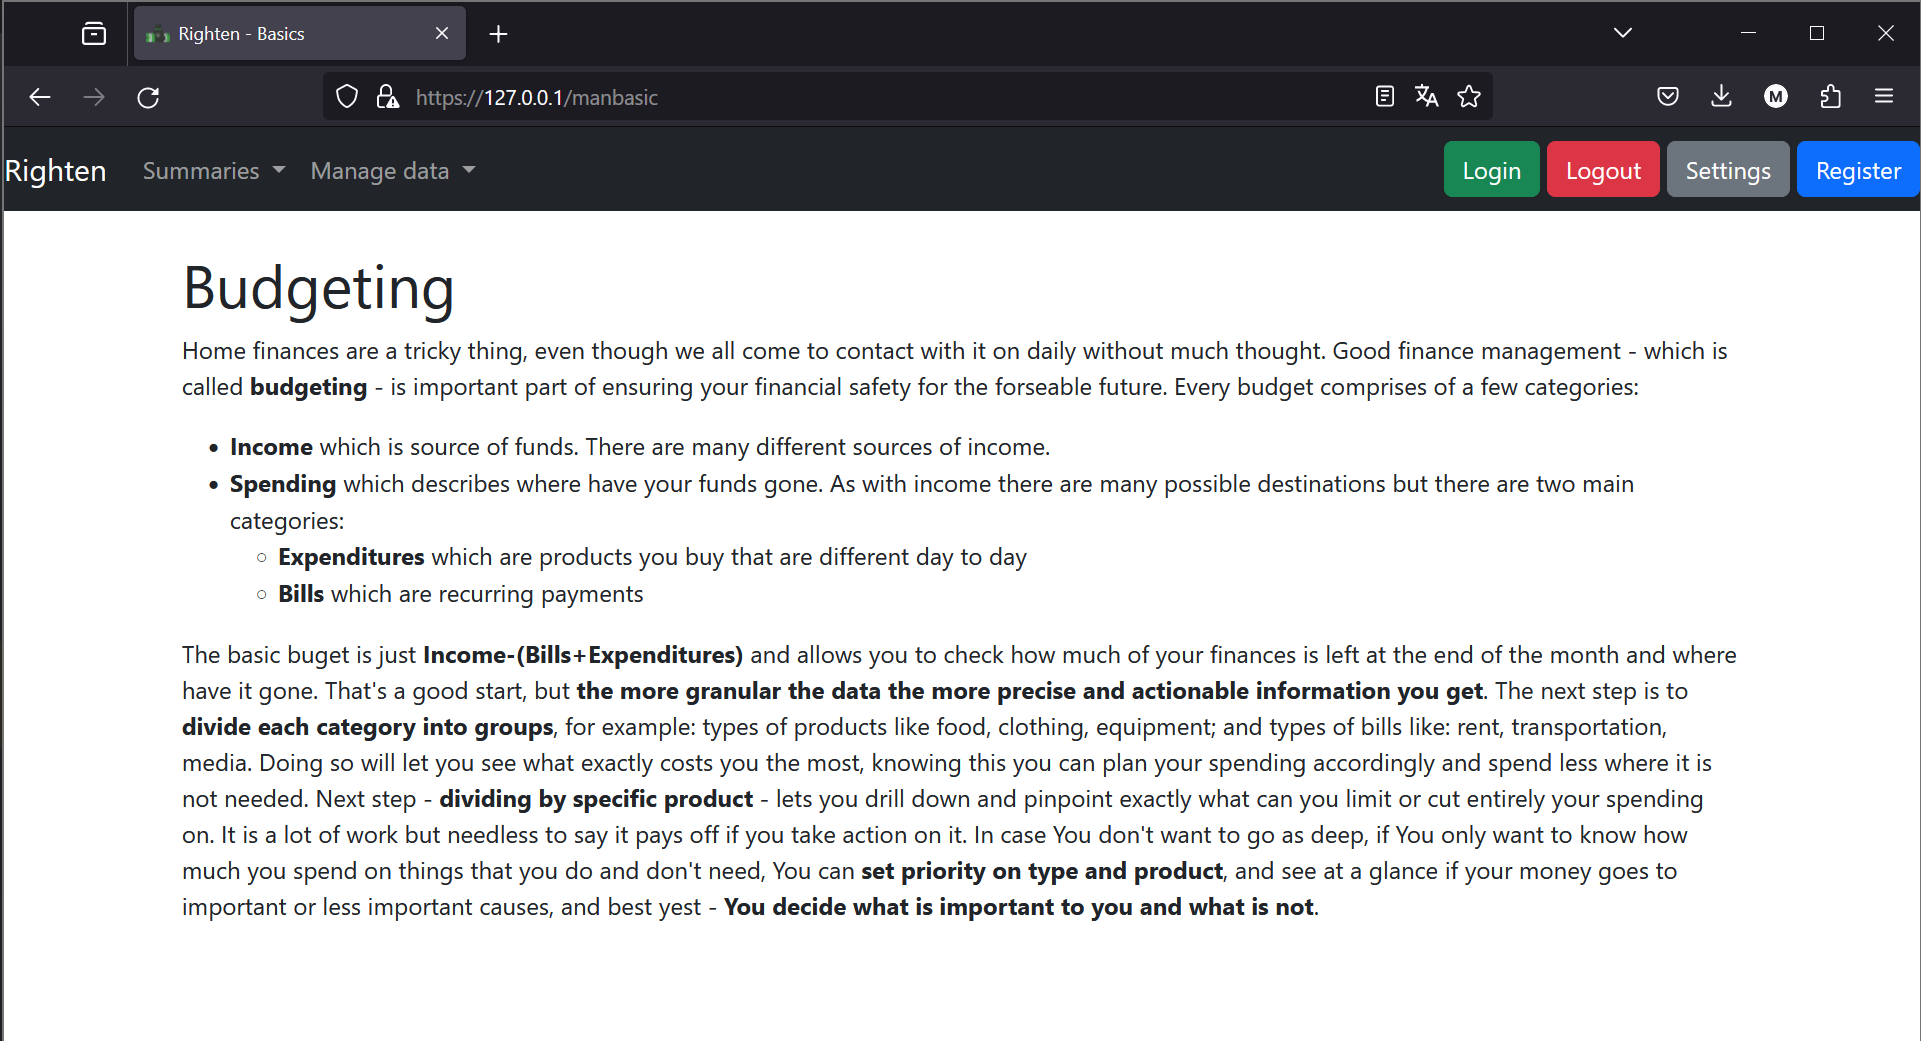 Righten - Basics
https://127.0.0.1/manbasic
M
Righten Summaries Manage data Login Logout Settings Register
Budgeting
Home finances are a tricky thing, even though we all come to contact with it on daily without much thought. Good finance management - which is
called budgeting - is important part of ensuring your financial safety for the forseable future. Every budget comprises of a few categories:
• Income which is source of funds. There are many different sources of income.
• Spending which describes where have your funds gone. As with income there are many possible destinations but there are two main
categories:
○ Expenditures which are products you buy that are different day to day
○ Bills which are recurring payments
The basic buget is just Income-(Bills+Expenditures) and allows you to check how much of your finances is left at the end of the month and where
have it gone. That's a good start, but the more granular the data the more precise and actionable information you get. The next step is to
divide each category into groups, for example: types of products like food, clothing, equipment; and types of bills like: rent, transportation,
media. Doing so will let you see what exactly costs you the most, knowing this you can plan your spending accordingly and spend less where it is
not needed. Next step - dividing by specific product - lets you drill down and pinpoint exactly what can you limit or cut entirely your spending
on. It is a lot of work but needless to say it pays off if you take action on it. In case You don't want to go as deep, if You only want to know how
much you spend on things that you do and don't need, You can set priority on type and product, and see at a glance if your money goes to
important or less important causes, and best yest - You decide what is important to you and what is not.